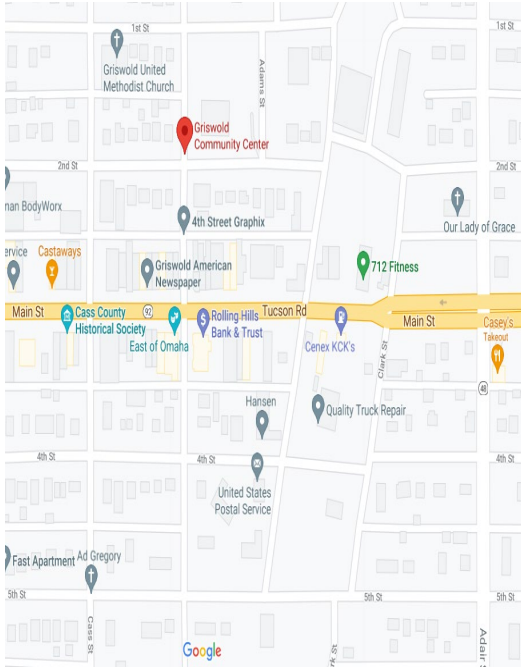 1st St
1st St
Griswold United
Methodist Church
Adams St
Griswold
Community Center
2nd St
2nd St
nan BodyWorx
4th Street Graphix
Our Lady of Grace
ervice
Castaways
Griswold American
Newspaper
712 Fitness
Main St
Cass County
Historical Society
92
East of Omaha
Rolling Hills
Bank & Trust
Tucson Rd
Cenex KCK's
Main St
Casey's
Takeout
Clark St
48
Hansen
Quality Truck Repair
4th St
4th St
4th St
United States
Postal Service
Fast Apartment
Ad Gregory
5th St
5th St
5th St
Cass St
Google
rk St
Adair